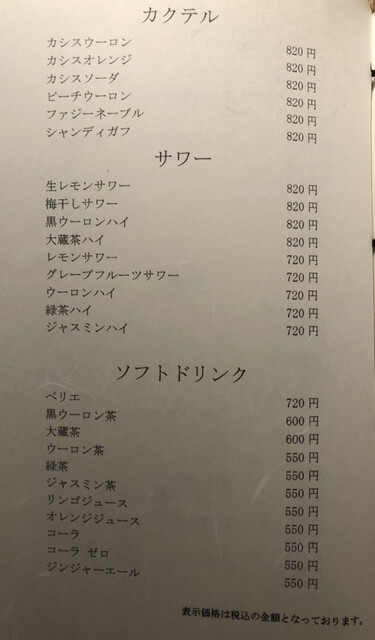 カクテル
カシスウーロン 820円
カシスオレンジ 820円
カシスソーダ 820円
ピーチウーロン 820円
ファジーネーブル 820円
シャンディガフ 820円
サワー
生レモンサワー 820円
梅干しサワー 820円
黒ウーロンハイ 820円
大蔵茶ハイ 820円
レモンサワー 720円
グレープフルーツサワー 720円
ウーロンハイ 720円
緑茶ハイ 720円
ジャスミンハイ 720円
ソフトドリンク
ペリエ 720円
黒ウーロン茶 600円
大蔵茶 600円
ウーロン茶 550円
緑茶 550円
ジャスミン茶 550円
リンゴジュース 550円
オレンジジュース 550円
コーラ 550円
コーラ ゼロ 550円
ジンジャーエール 550円
表示価格は税込の金額となっております。